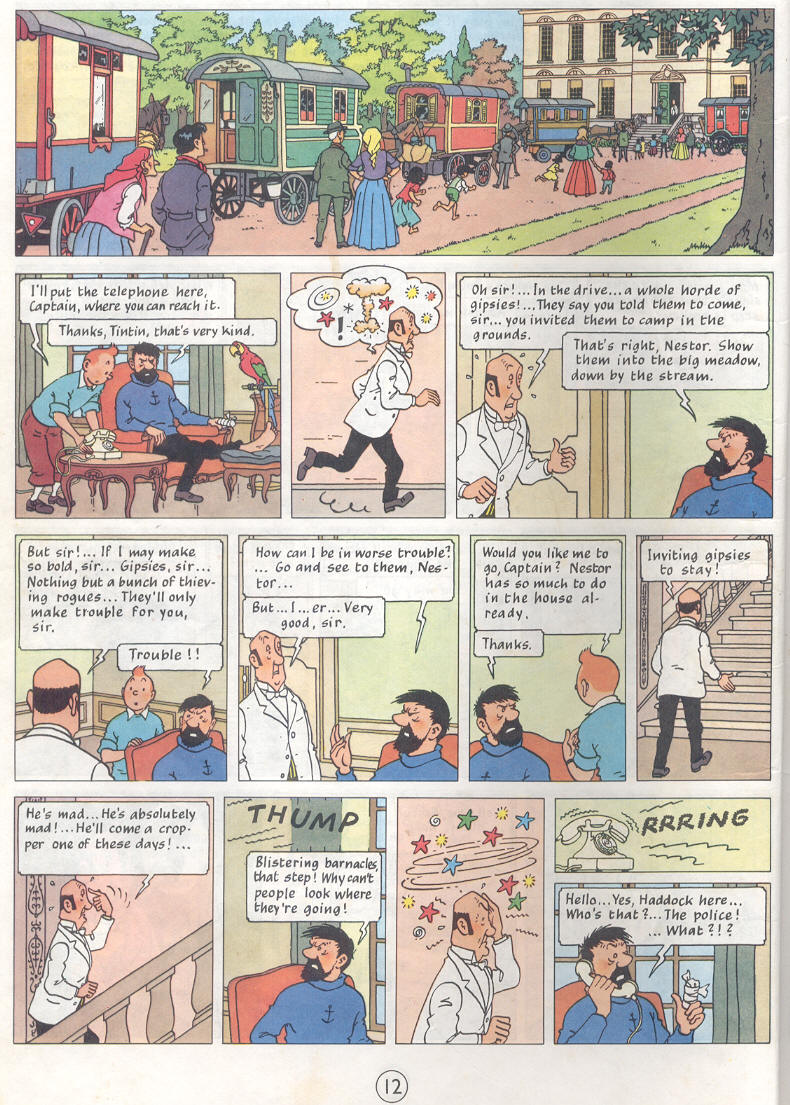 I'll put the telephone here,
Captain, where you can reach it.
Thanks, Tintin, that's very kind.
!
Oh sir!... In the drive... a whole horde of
gipsies!... They say you told them to come,
sir... you invited them to camp in the
grounds.
That's right, Nestor. Show
them into the big meadow,
down by the stream.
But sir!... If I may make
so bold, sir... Gipsies, sir...
Nothing but a bunch of thiev-
ing rogues... They'll only
make trouble for you,
sir.
Trouble!!
How can I be in worse trouble?
... Go and see to them, Nes-
tor...
But... I... er... Very
good, sir.
Would you like me to
go, Captain? Nestor
has so much to do
in the house al-
ready.
Thanks.
Inviting gipsies
to stay!
He's mad... He's absolutely
mad!... He'll come a crop-
per one of these days!...
THUMP
Blistering barnacles,
that step! Why can't
people look where
they're going!
RRRING
Hello... Yes, Haddock here...
Who's that?... The police!
... What?!?
12